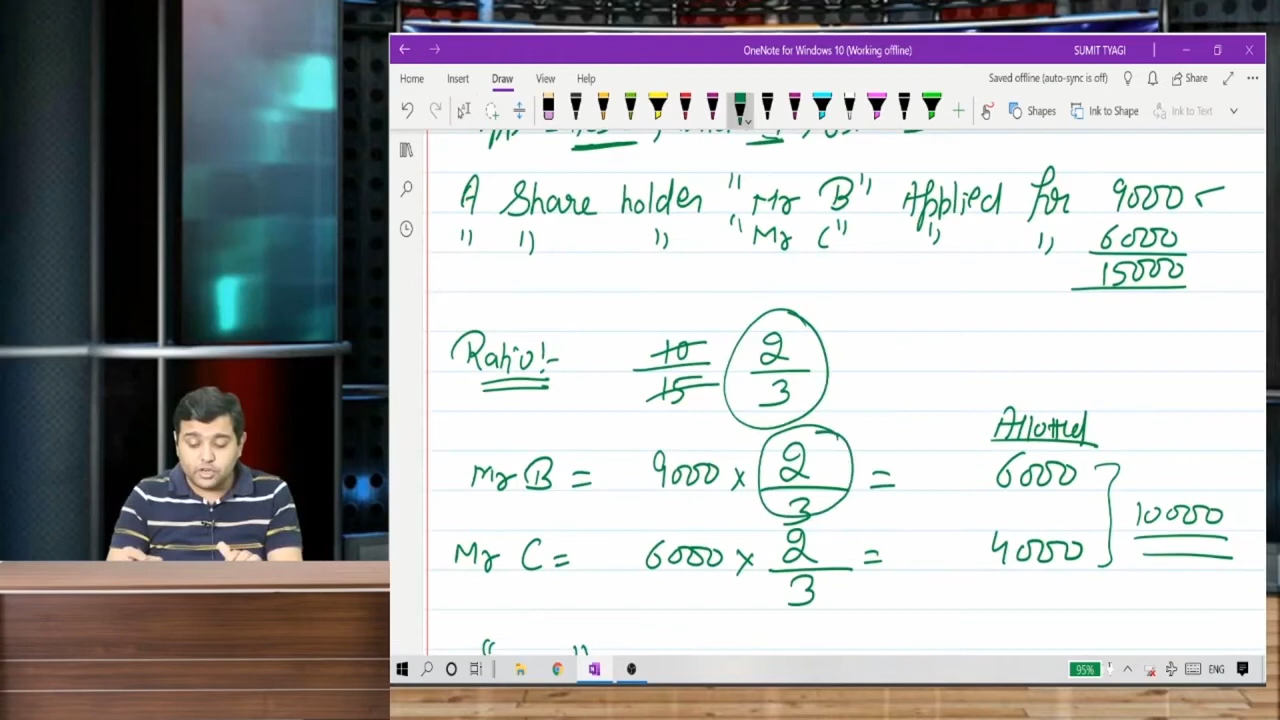 OneNote for Windows 10 (Working offline) SUMIT TYAGI
Home Insert Draw View Help Saved offline (auto-sync is off) Share
Shapes Ink to Shape Ink to Text
A Share holder "Mr B" Applied for 9000
" " " "Mr C" " " 6000
15000
Ratio:- 10/15 2/3
Allotted
Mr B = 9000 × 2/3 = 6000
10000
Mr C = 6000 × 2/3 = 4000
95% ENG